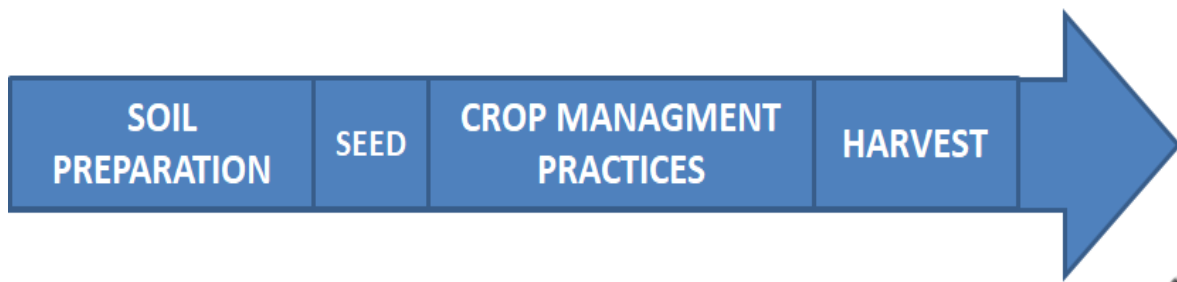 SOIL
PREPARATION
SEED
CROP MANAGMENT
PRACTICES
HARVEST